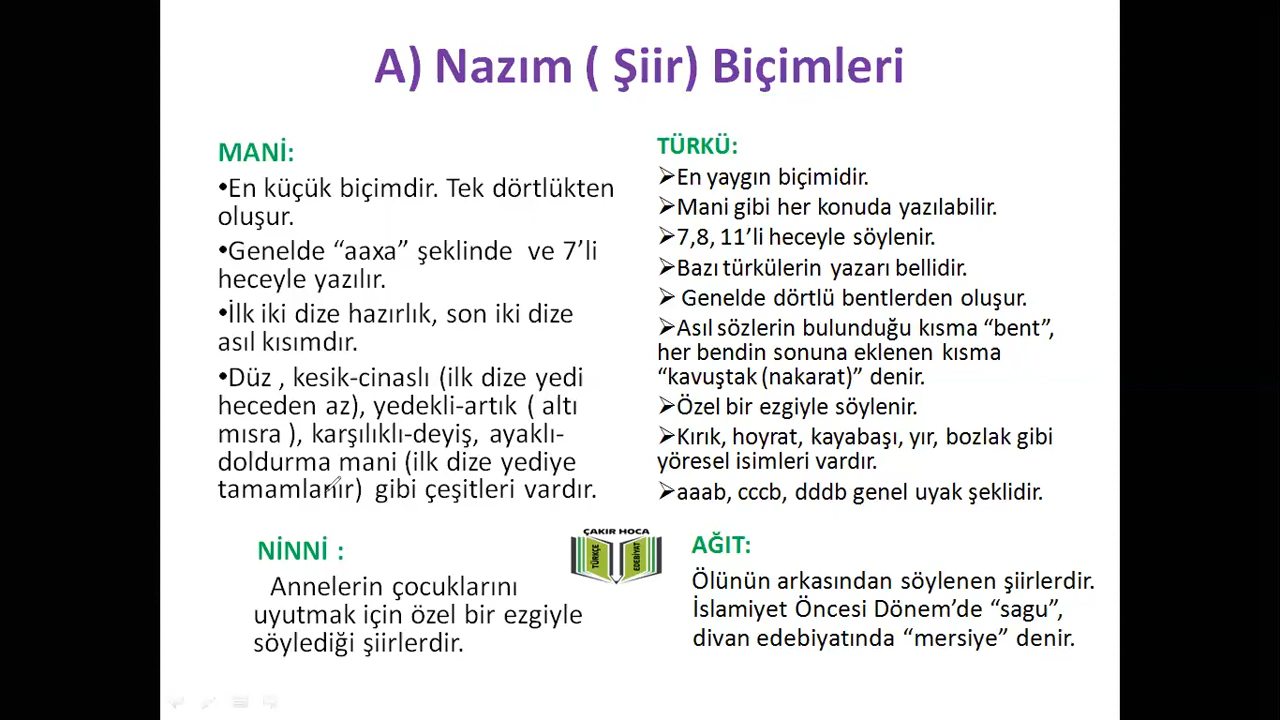 A) Nazım ( Şiir) Biçimleri
MANİ:
•En küçük biçimdir. Tek dörtlükten
oluşur.
•Genelde “aaxa” şeklinde ve 7’li
heceyle yazılır.
•İlk iki dize hazırlık, son iki dize
asıl kısımdır.
•Düz , kesik-cinaslı (ilk dize yedi
heceden az), yedekli-artık ( altı
mısra ), karşılıklı-deyiş, ayaklı-
doldurma mani (ilk dize yediye
tamamlanır) gibi çeşitleri vardır.
TÜRKÜ:
➢En yaygın biçimidir.
➢Mani gibi her konuda yazılabilir.
➢7,8, 11’li heceyle söylenir.
➢Bazı türkülerin yazarı bellidir.
➢ Genelde dörtlü bentlerden oluşur.
➢Asıl sözlerin bulunduğu kısma “bent”,
her bendin sonuna eklenen kısma
“kavuştak (nakarat)” denir.
➢Özel bir ezgiyle söylenir.
➢Kırık, hoyrat, kayabaşı, yır, bozlak gibi
yöresel isimleri vardır.
➢aaab, cccb, dddb genel uyak şeklidir.
NİNNİ :
Annelerin çocuklarını
uyutmak için özel bir ezgiyle
söylediği şiirlerdir.
ÇAKIR HOCA
TÜRKÇE
EDEBİYAT
AĞIT:
Ölünün arkasından söylenen şiirlerdir.
İslamiyet Öncesi Dönem’de “sagu”,
divan edebiyatında “mersiye” denir.